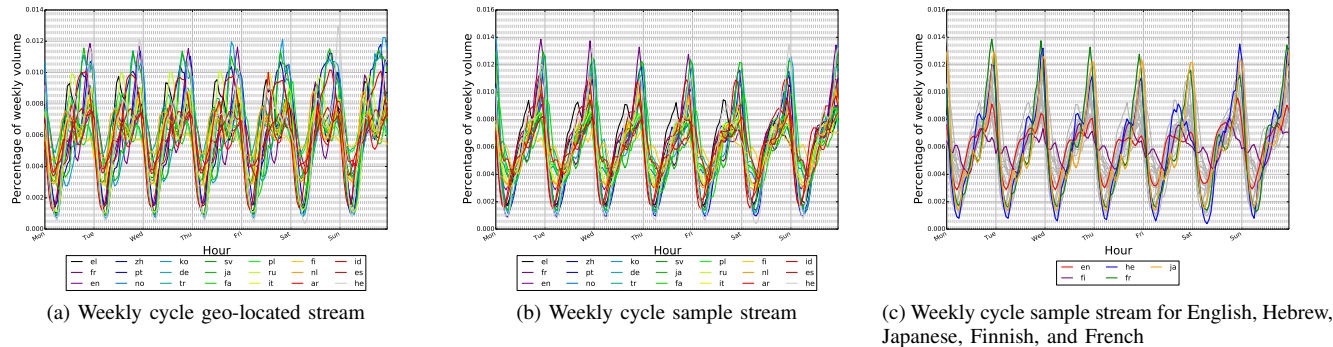 0.014
0.012
0.010
0.008
0.006
0.004
0.002
0.000
Percentage of weekly volume
Mon Tue Wed Thu Fri Sat Sun
Hour
el zh ko sv pl fi id
fr pt de ja ru nl es
en no tr fa it ar he
(a) Weekly cycle geo-located stream
0.016
0.014
0.012
0.010
0.008
0.006
0.004
0.002
0.000
Percentage of weekly volume
Mon Tue Wed Thu Fri Sat Sun
Hour
el zh ko sv pl fi id
fr pt de ja ru nl es
en no tr fa it ar he
(b) Weekly cycle sample stream
0.016
0.014
0.012
0.010
0.008
0.006
0.004
0.002
0.000
Percentage of weekly volume
Mon Tue Wed Thu Fri Sat Sun
Hour
en he ja
fi fr
(c) Weekly cycle sample stream for English, Hebrew,
Japanese, Finnish, and French